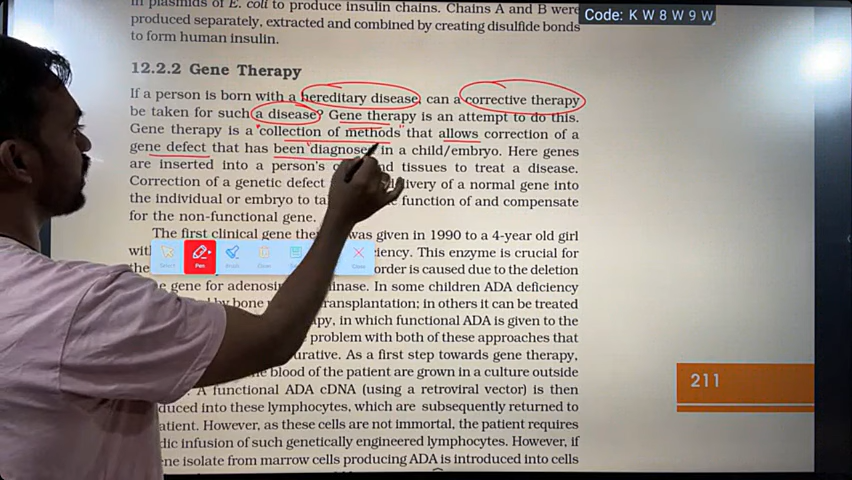 in plasmids of E. coli to produce insulin chains. Chains A and B were
produced separately, extracted and combined by creating disulfide bonds
to form human insulin.
Code: K W 8 W 9 W
12.2.2 Gene Therapy
If a person is born with a hereditary disease, can a corrective therapy
be taken for such a disease? Gene therapy is an attempt to do this.
Gene therapy is a collection of methods that allows correction of a
gene defect that has been diagnosed in a child/embryo. Here genes
are inserted into a person's and tissues to treat a disease.
Correction of a genetic defect livery of a normal gene into
the individual or embryo to ta function of and compensate
for the non-functional gene.
The first clinical gene the was given in 1990 to a 4-year old girl
with ciency. This enzyme is crucial for
the order is caused due to the deletion
e gene for adenosi inase. In some children ADA deficiency
by bone ransplantation; in others it can be treated
py, in which functional ADA is given to the
problem with both of these approaches that
urative. As a first step towards gene therapy,
e blood of the patient are grown in a culture outside
A functional ADA cDNA (using a retroviral vector) is then
duced into these lymphocytes, which are subsequently returned to
atient. However, as these cells are not immortal, the patient requires
dic infusion of such genetically engineered lymphocytes. However, if
ne isolate from marrow cells producing ADA is introduced into cells
Pen
211